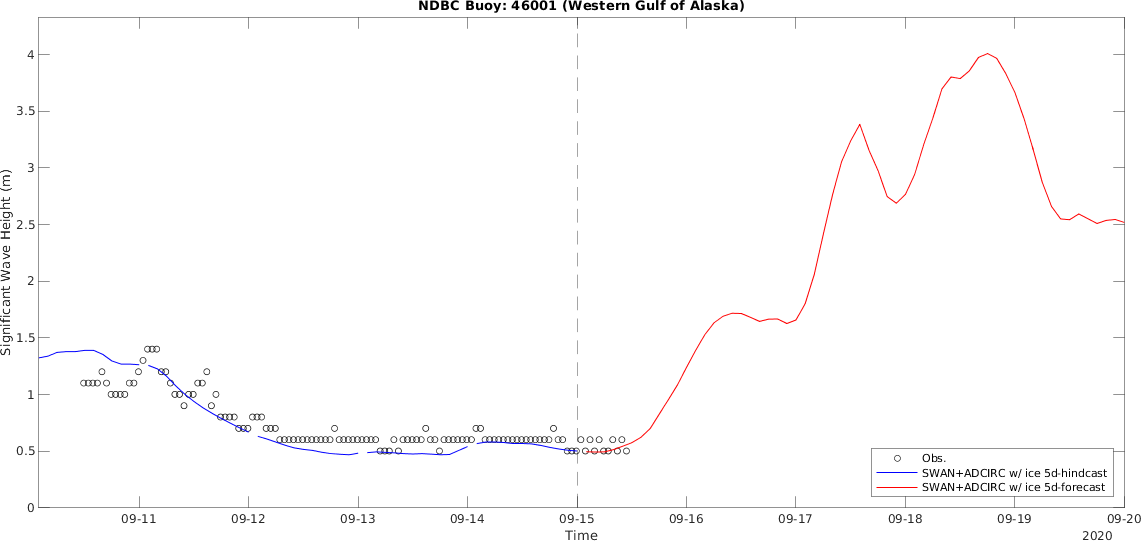 NDBC Buoy: 46001 (Western Gulf of Alaska)
Significant Wave Height (m)
4
3.5
3
2.5
2
1.5
1
0.5
0
Obs.
SWAN+ADCIRC w/ ice 5d-hindcast
SWAN+ADCIRC w/ ice 5d-forecast
09-11 09-12 09-13 09-14 09-15 09-16 09-17 09-18 09-19 09-20
Time
2020